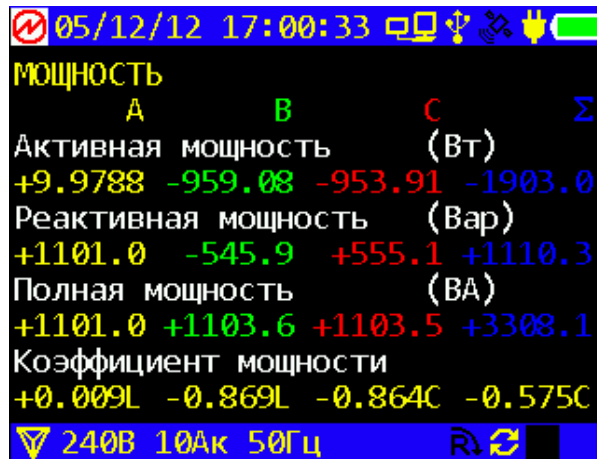 05/12/12 17:00:33
МОЩНОСТЬ
A B C Σ
Активная мощность (Вт)
+9.9788 -959.08 -953.91 -1903.0
Реактивная мощность (Вар)
+1101.0 -545.9 +555.1 +1110.3
Полная мощность (ВА)
+1101.0 +1103.6 +1103.5 +3308.1
Коэффициент мощности
+0.009L -0.869L -0.864C -0.575C
240В 10Ак 50Гц R